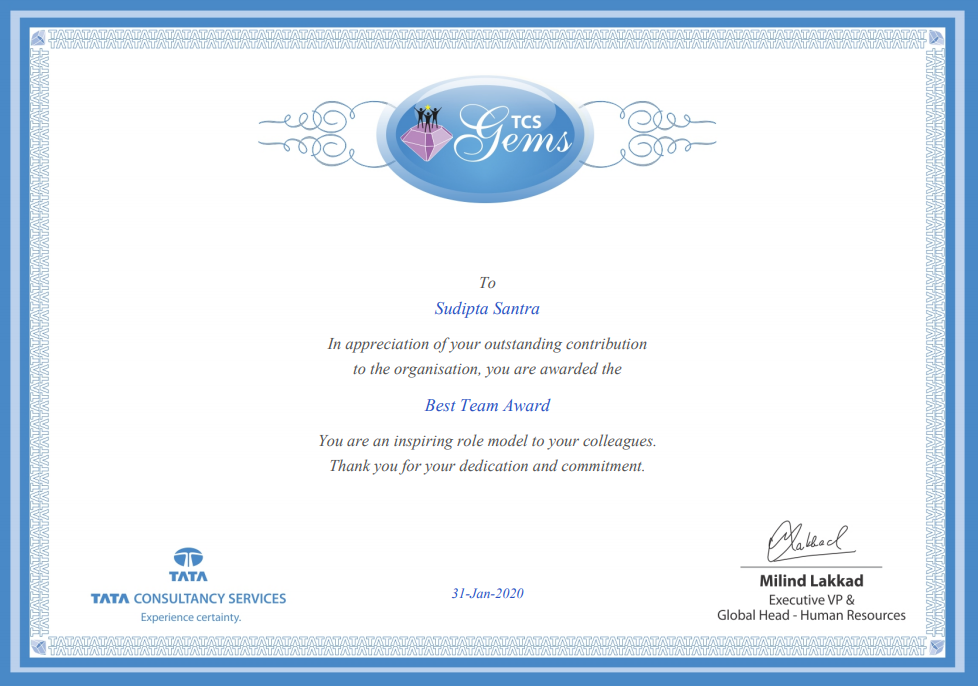 TCS
Gems
To
Sudipta Santra
In appreciation of your outstanding contribution
to the organisation, you are awarded the
Best Team Award
You are an inspiring role model to your colleagues.
Thank you for your dedication and commitment.
TATA
TATA CONSULTANCY SERVICES
Experience certainty.
31-Jan-2020
Mlakkad
Milind Lakkad
Executive VP &
Global Head - Human Resources